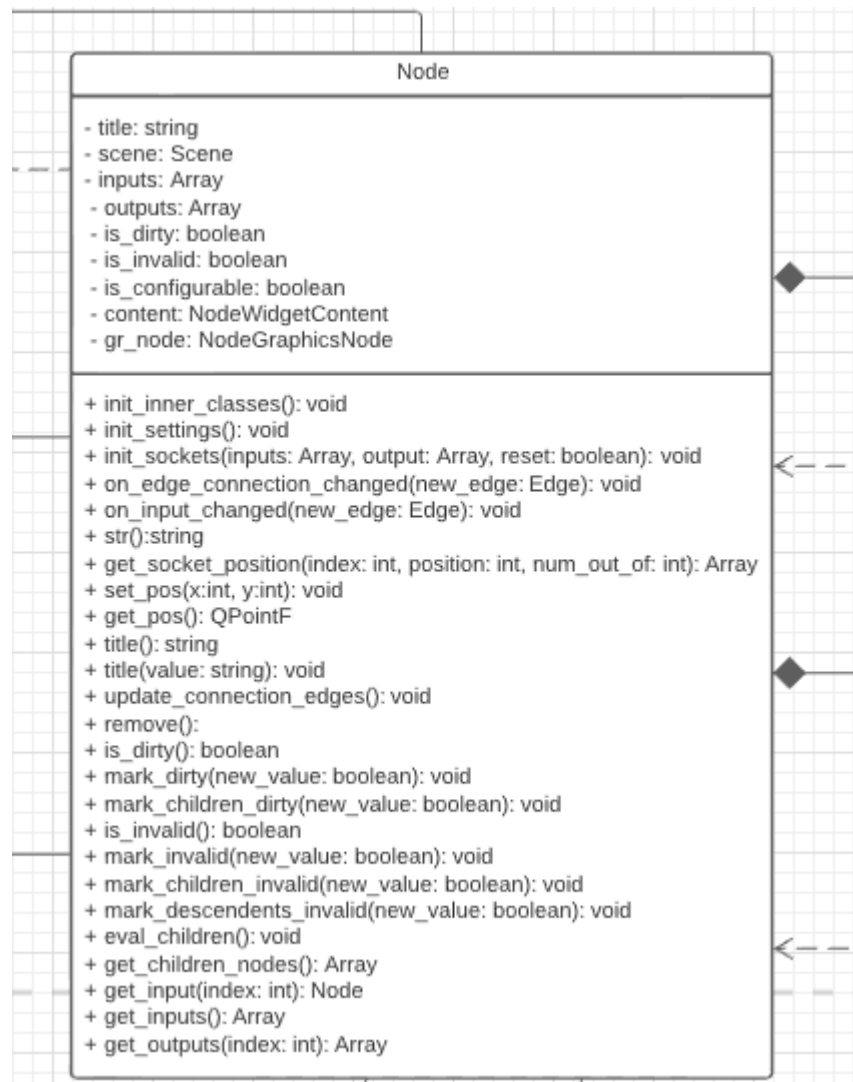 Node
- title: string
- scene: Scene
- inputs: Array
- outputs: Array
- is_dirty: boolean
- is_invalid: boolean
- is_configurable: boolean
- content: NodeWidgetContent
- gr_node: NodeGraphicsNode
+ init_inner_classes(): void
+ init_settings(): void
+ init_sockets(inputs: Array, output: Array, reset: boolean): void
+ on_edge_connection_changed(new_edge: Edge): void
+ on_input_changed(new_edge: Edge): void
+ str():string
+ get_socket_position(index: int, position: int, num_out_of: int): Array
+ set_pos(x:int, y:int): void
+ get_pos(): QPointF
+ title(): string
+ title(value: string): void
+ update_connection_edges(): void
+ remove():
+ is_dirty(): boolean
+ mark_dirty(new_value: boolean): void
+ mark_children_dirty(new_value: boolean): void
+ is_invalid(): boolean
+ mark_invalid(new_value: boolean): void
+ mark_children_invalid(new_value: boolean): void
+ mark_descendents_invalid(new_value: boolean): void
+ eval_children(): void
+ get_children_nodes(): Array
+ get_input(index: int): Node
+ get_inputs(): Array
+ get_outputs(index: int): Array